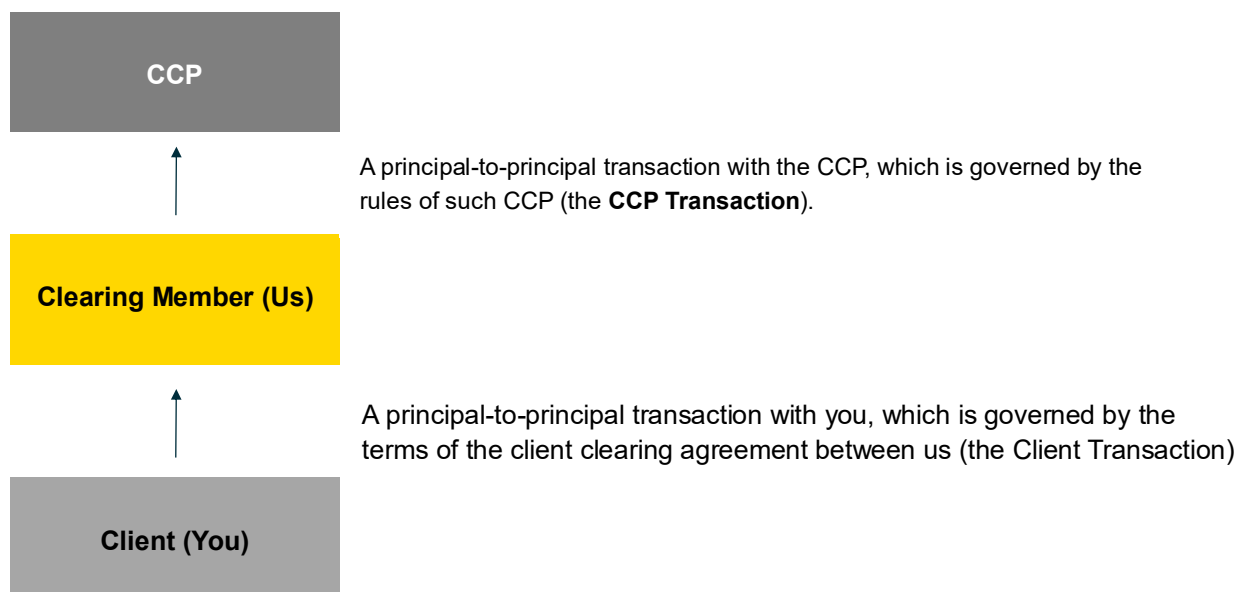 CCP
A principal-to-principal transaction with the CCP, which is governed by the
rules of such CCP (the CCP Transaction).
Clearing Member (Us)
A principal-to-principal transaction with you, which is governed by the
terms of the client clearing agreement between us (the Client Transaction)
Client (You)